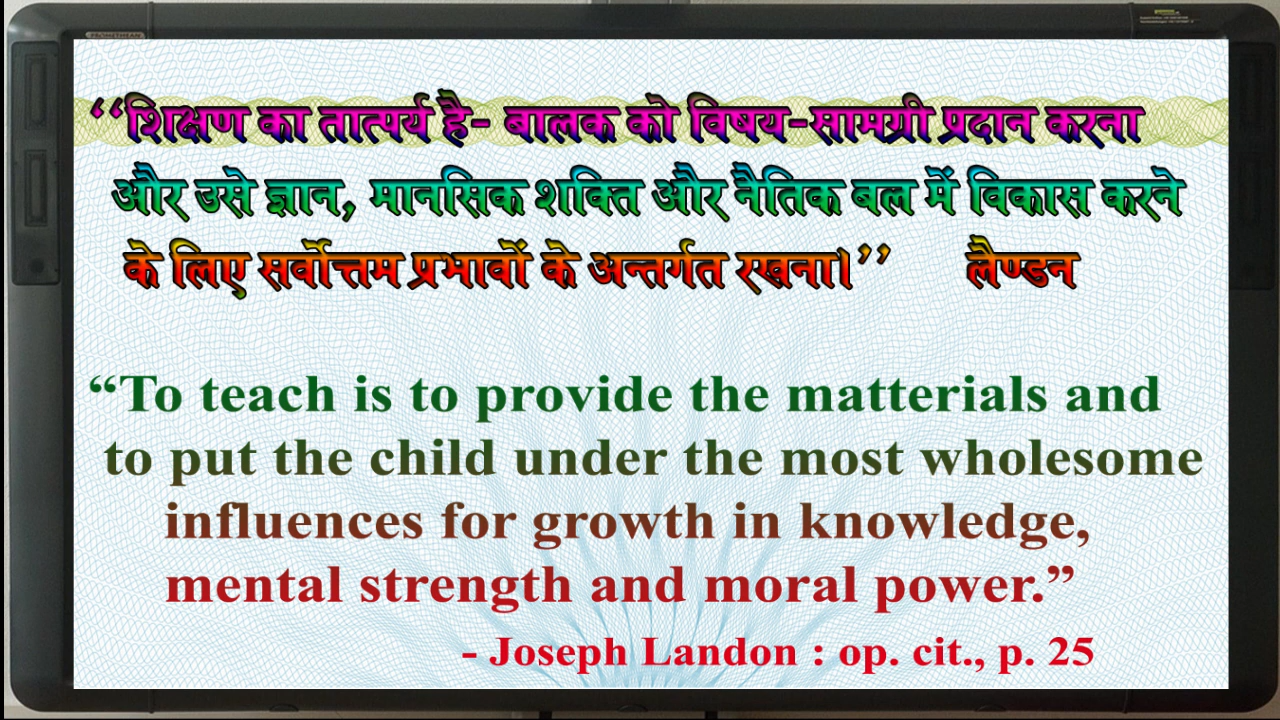 ‘‘शिक्षण का तात्पर्य है- बालक को विषय-सामग्री प्रदान करना
और उसे ज्ञान, मानसिक शक्ति और नैतिक बल में विकास करने
के लिए सर्वोत्तम प्रभावों के अन्तर्गत रखना।’’ लैण्डन
“To teach is to provide the matterials and
to put the child under the most wholesome
influences for growth in knowledge,
mental strength and moral power.”
- Joseph Landon : op. cit., p. 25